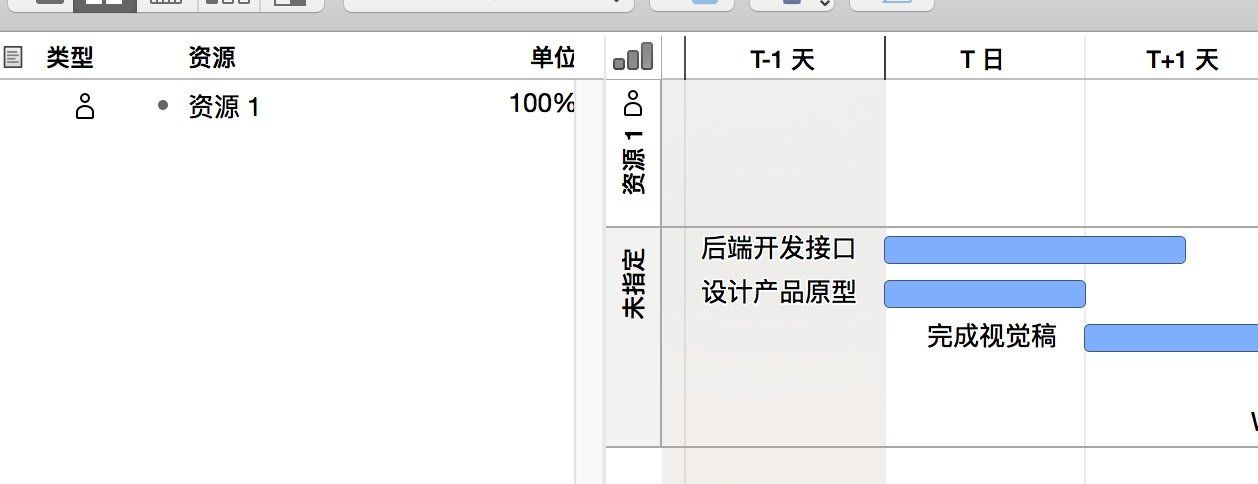 类型 资源 单位
资源 1 100%
T-1 天 T 日 T+1 天
资源 1
未指定
后端开发接口
设计产品原型
完成视觉稿